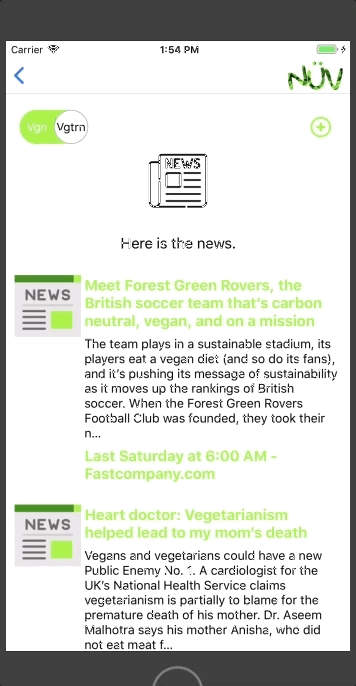 Carrier 1:54 PM
NÜV
Vgn Vgtrn
NEWS
Here is the news.
NEWS
Meet Forest Green Rovers, the
British soccer team that's carbon
neutral, vegan, and on a mission
The team plays in a sustainable stadium, its
players eat a vegan diet (and so do its fans),
and it's pushing its message of sustainability
as it moves up the rankings of British
soccer. When the Forest Green Rovers
Football Club was founded, they took their
n...
Last Saturday at 6:00 AM -
Fastcompany.com
NEWS
Heart doctor: Vegetarianism
helped lead to my mom's death
Vegans and vegetarians could have a new
Public Enemy No. 1. A cardiologist for the
UK's National Health Service claims
vegetarianism is partially to blame for the
premature death of his mother. Dr. Aseem
Malhotra says his mother Anisha, who did
not eat meat f...